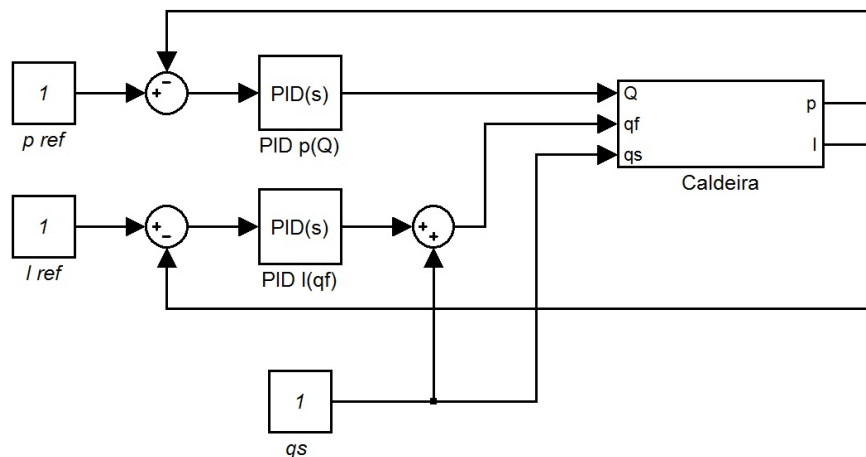 1
p ref
+
−
PID(s)
PID p(Q)
Q
qf
qs
p
l
Caldeira
1
l ref
+
−
PID(s)
PID l(qf)
+
+
1
qs